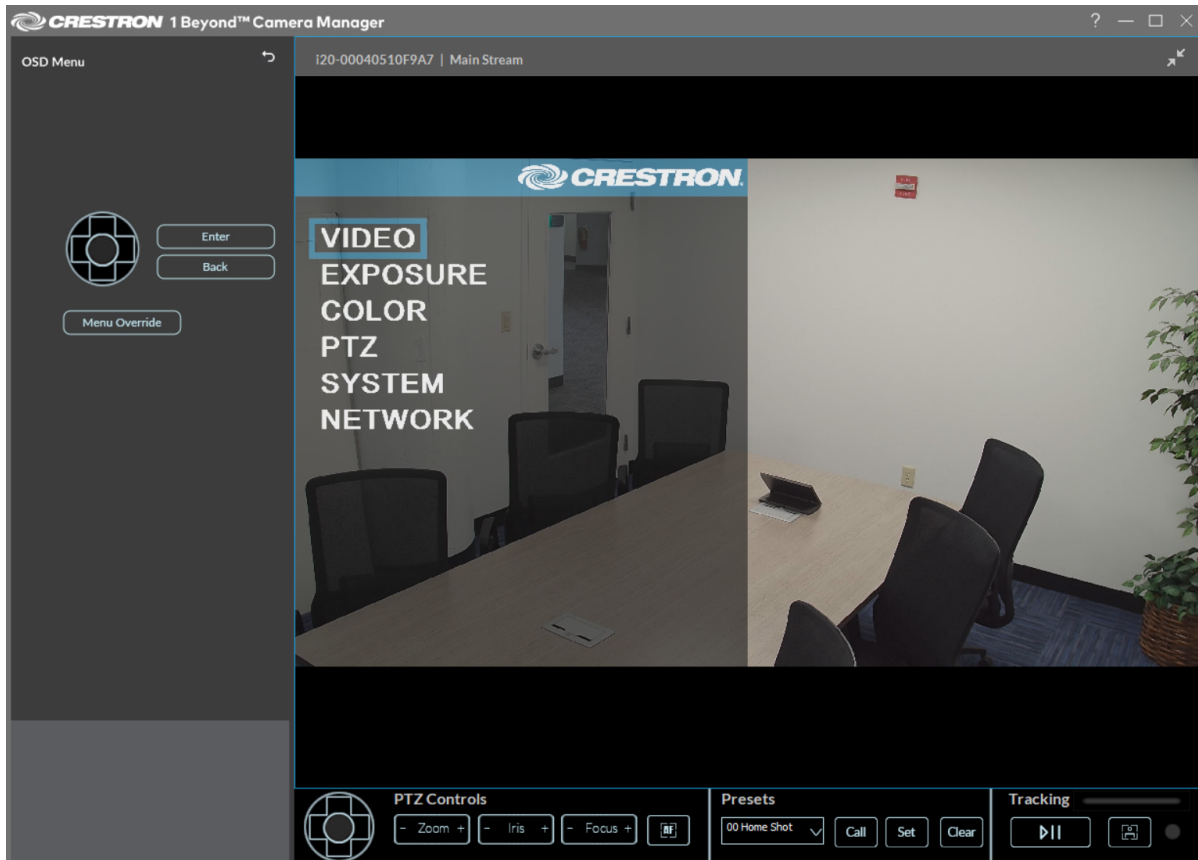 CRESTRON 1 Beyond™ Camera Manager
?
OSD Menu
i20-00040510F9A7 | Main Stream
CRESTRON.
Enter
Back
Menu Override
VIDEO
EXPOSURE
COLOR
PTZ
SYSTEM
NETWORK
PTZ Controls
- Zoom +
- Iris +
- Focus +
AF
Presets
00 Home Shot
Call
Set
Clear
Tracking